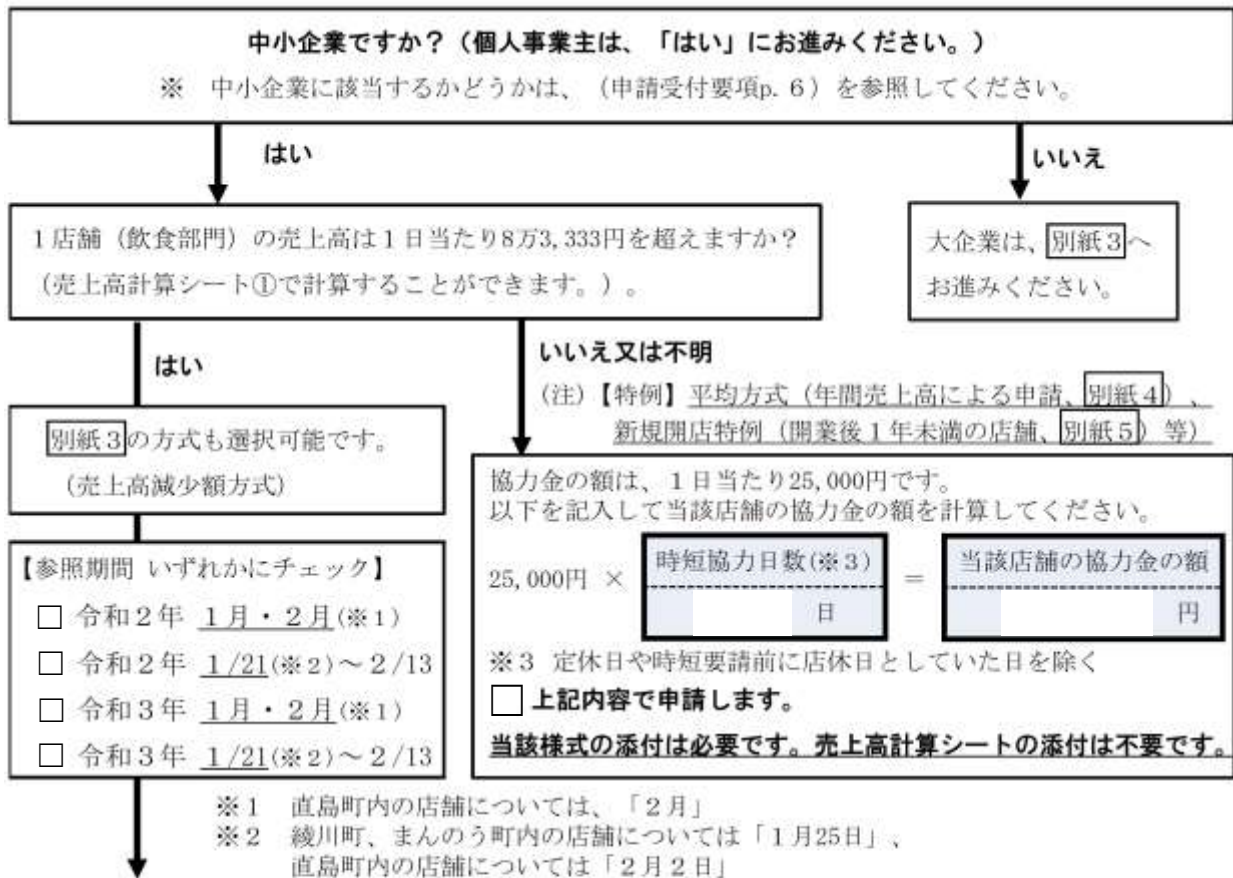 中小企業ですか？（個人事業主は、「はい」にお進みください。）
※　中小企業に該当するかどうかは、（申請受付要項p. 6）を参照してください。
はい
いいえ
１店舗（飲食部門）の売上高は１日当たり8万3,333円を超えますか？
（売上高計算シート①で計算することができます。）。
大企業は、別紙３へ
お進みください。
はい
いいえ又は不明
（注）【特例】平均方式（年間売上高による申請、別紙４）、
新規開店特例（開業後１年未満の店舗、別紙５）等）
別紙３の方式も選択可能です。
（売上高減少額方式）
協力金の額は、１日当たり25,000円です。
以下を記入して当該店舗の協力金の額を計算してください。
25,000円 × 時短協力日数(※３) ＝ 当該店舗の協力金の額
日 円
※３ 定休日や時短要請前に店休日としていた日を除く
□ 上記内容で申請します。
当該様式の添付は必要です。売上高計算シートの添付は不要です。
【参照期間 いずれかにチェック】
□ 令和２年 １月・２月(※１)
□ 令和２年 1/21(※２)～２/13
□ 令和３年 １月・２月(※１)
□ 令和３年 1/21(※２)～２/13
※１　直島町内の店舗については、「２月」
※２　綾川町、まんのう町内の店舗については「１月25日」、
直島町内の店舗については「２月２日」